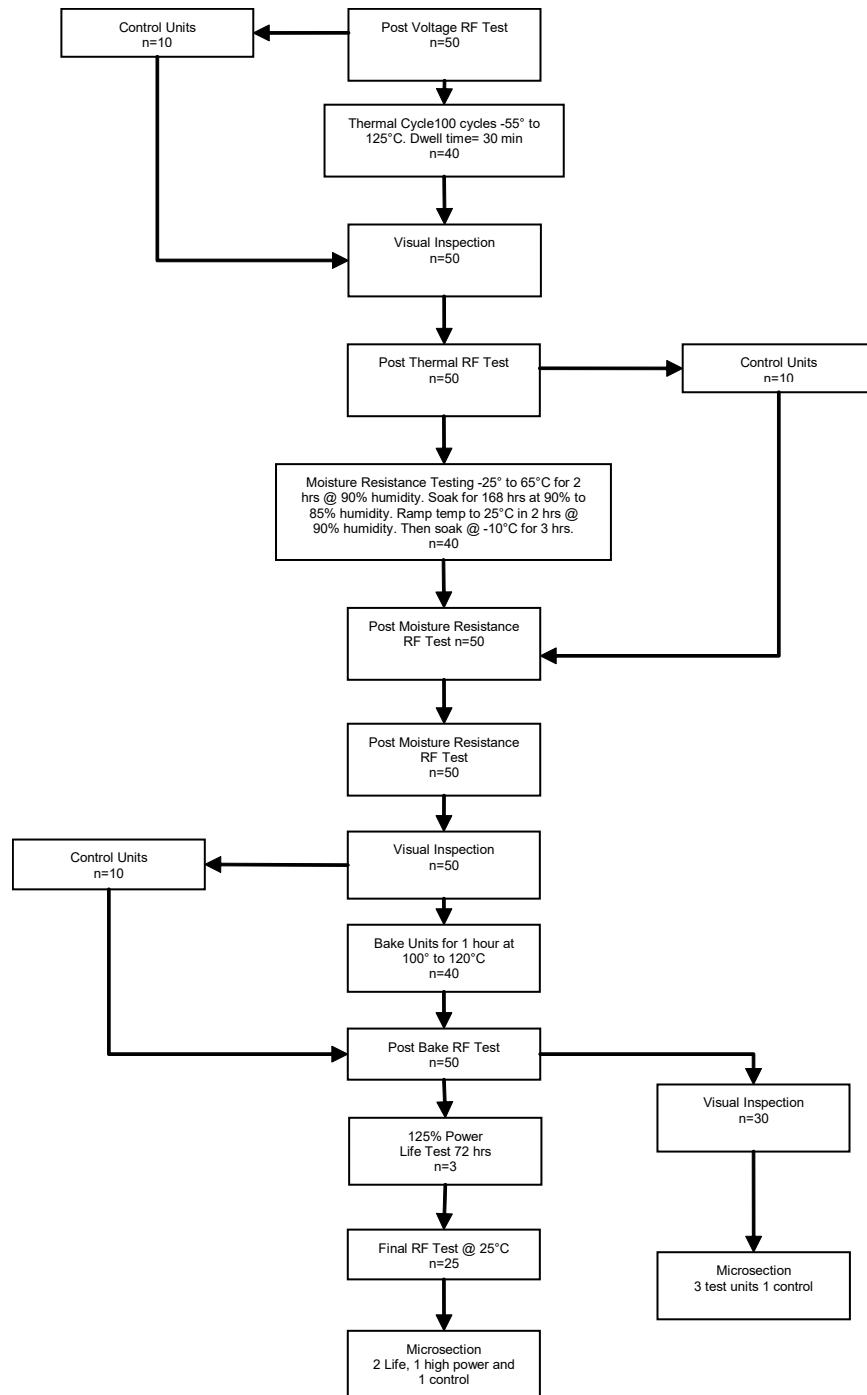 Control Units
n=10
Post Voltage RF Test
n=50
Thermal Cycle100 cycles -55° to
125°C. Dwell time= 30 min
n=40
Visual Inspection
n=50
Post Thermal RF Test
n=50
Control Units
n=10
Moisture Resistance Testing -25° to 65°C for 2
hrs @ 90% humidity. Soak for 168 hrs at 90% to
85% humidity. Ramp temp to 25°C in 2 hrs @
90% humidity. Then soak @ -10°C for 3 hrs.
n=40
Post Moisture Resistance
RF Test n=50
Post Moisture Resistance
RF Test
n=50
Visual Inspection
n=50
Control Units
n=10
Bake Units for 1 hour at
100° to 120°C
n=40
Post Bake RF Test
n=50
Visual Inspection
n=30
125% Power
Life Test 72 hrs
n=3
Final RF Test @ 25°C
n=25
Microsection
3 test units 1 control
Microsection
2 Life, 1 high power and
1 control